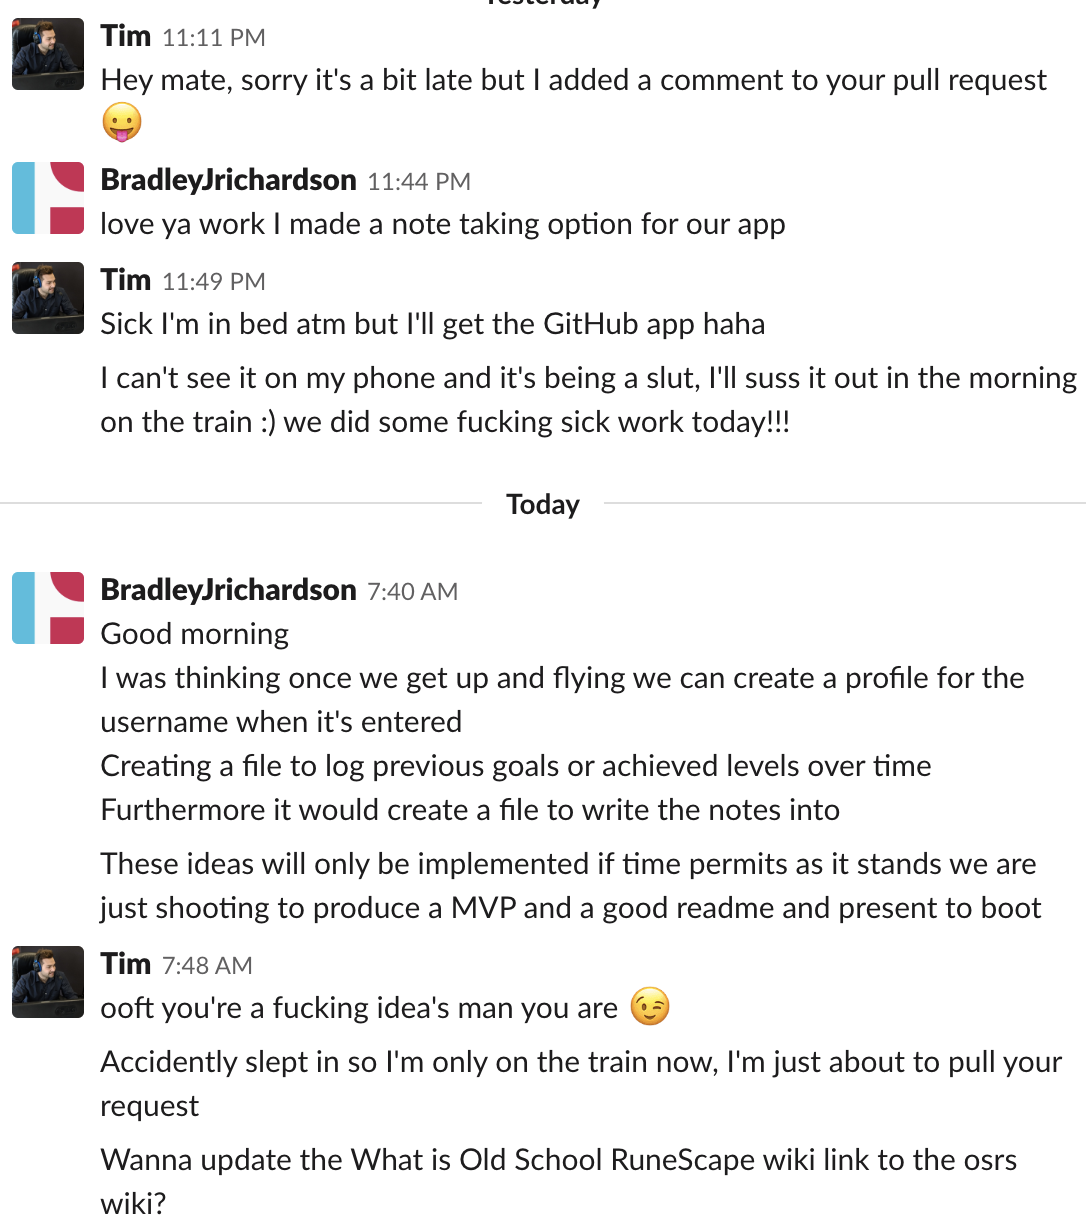 Yesterday
Tim 11:11 PM
Hey mate, sorry it's a bit late but I added a comment to your pull request
😛
BradleyJrichardson 11:44 PM
love ya work I made a note taking option for our app
Tim 11:49 PM
Sick I'm in bed atm but I'll get the GitHub app haha
I can't see it on my phone and it's being a slut, I'll suss it out in the morning
on the train :) we did some fucking sick work today!!!
Today
BradleyJrichardson 7:40 AM
Good morning
I was thinking once we get up and flying we can create a profile for the
username when it's entered
Creating a file to log previous goals or achieved levels over time
Furthermore it would create a file to write the notes into
These ideas will only be implemented if time permits as it stands we are
just shooting to produce a MVP and a good readme and present to boot
Tim 7:48 AM
ooft you're a fucking idea's man you are 😉
Accidently slept in so I'm only on the train now, I'm just about to pull your
request
Wanna update the What is Old School RuneScape wiki link to the osrs
wiki?